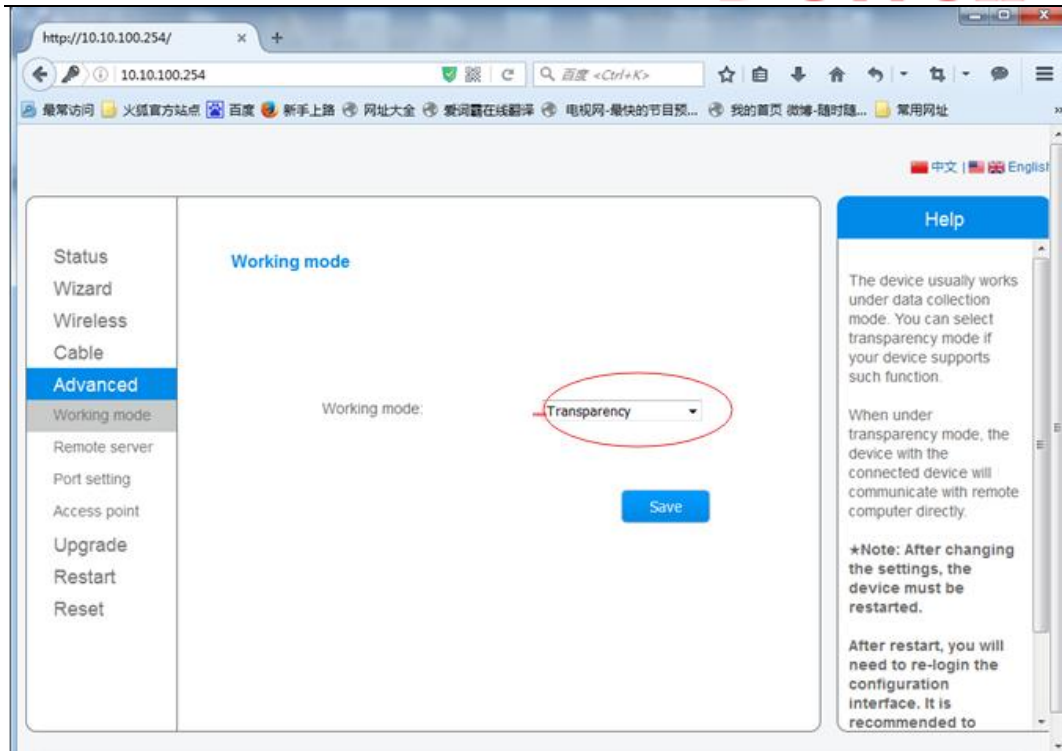 http://10.10.100.254/
10.10.100.254
百度 <Ctrl+K>
最常访问 火狐官方站点 百度 新手上路 网址大全 爱词霸在线翻译 电视网-最快的节目预... 我的首页 微博-随时随... 常用网址
中文 | English
Help
Status
Wizard
Wireless
Cable
Advanced
Working mode
Remote server
Port setting
Access point
Upgrade
Restart
Reset
Working mode
Working mode:
Transparency
Save
The device usually works
under data collection
mode. You can select
transparency mode if
your device supports
such function.
When under
transparency mode, the
device with the
connected device will
communicate with remote
computer directly.
★Note: After changing
the settings, the
device must be
restarted.
After restart, you will
need to re-login the
configuration
interface. It is
recommended to